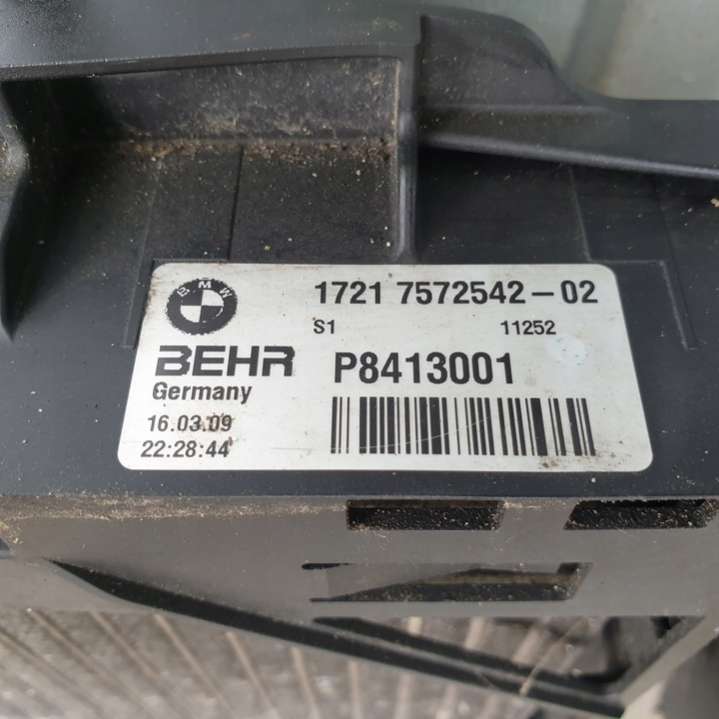 BMW
1721 7572542-02
S1 11252
BEHR P8413001
Germany
16.03.09
22:28:44